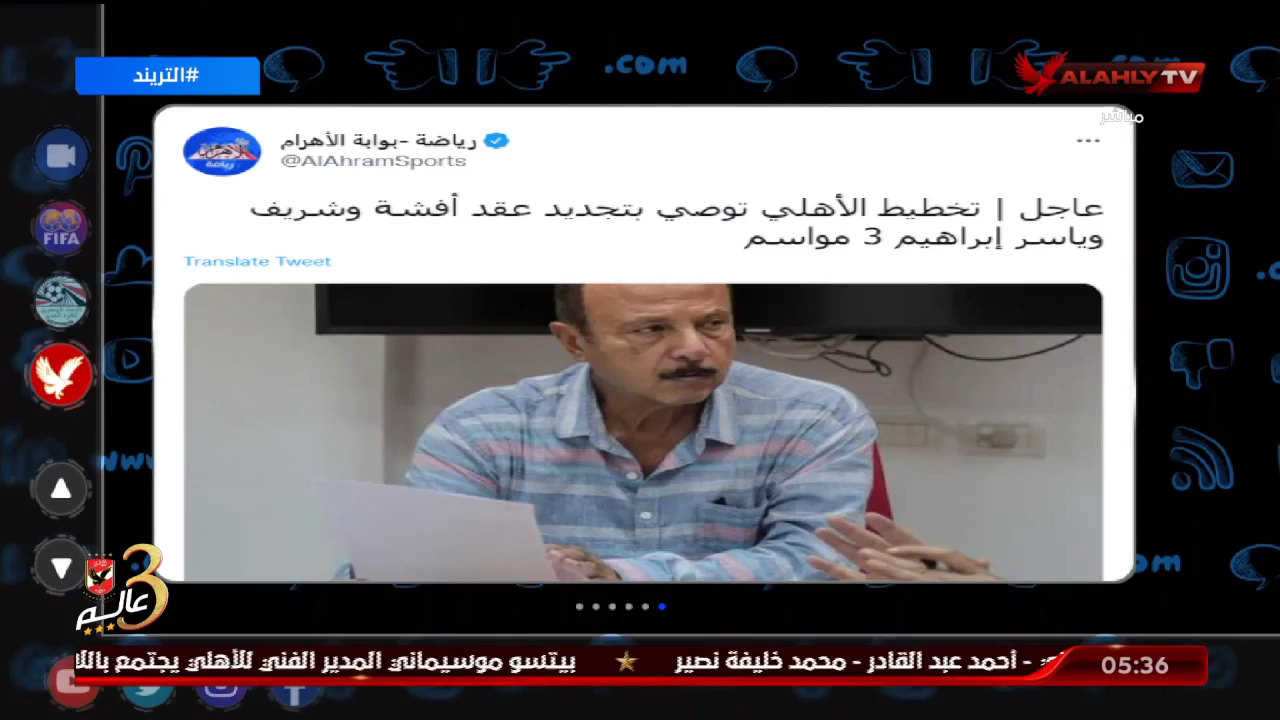 #التريند
ALAHLY TV
مباشر
.com
رياضة -بوابة الأهرام
@AlAhramSports
عاجل | تخطيط الأهلي توصي بتجديد عقد أفشة وشريف
وياسر إبراهيم 3 مواسم
Translate Tweet
FIFA
3 عالم
- أحمد عبد القادر - محمد خليفة نصير ★ بيتسو موسيماني المدير الفني للأهلي يجتمع
05:36